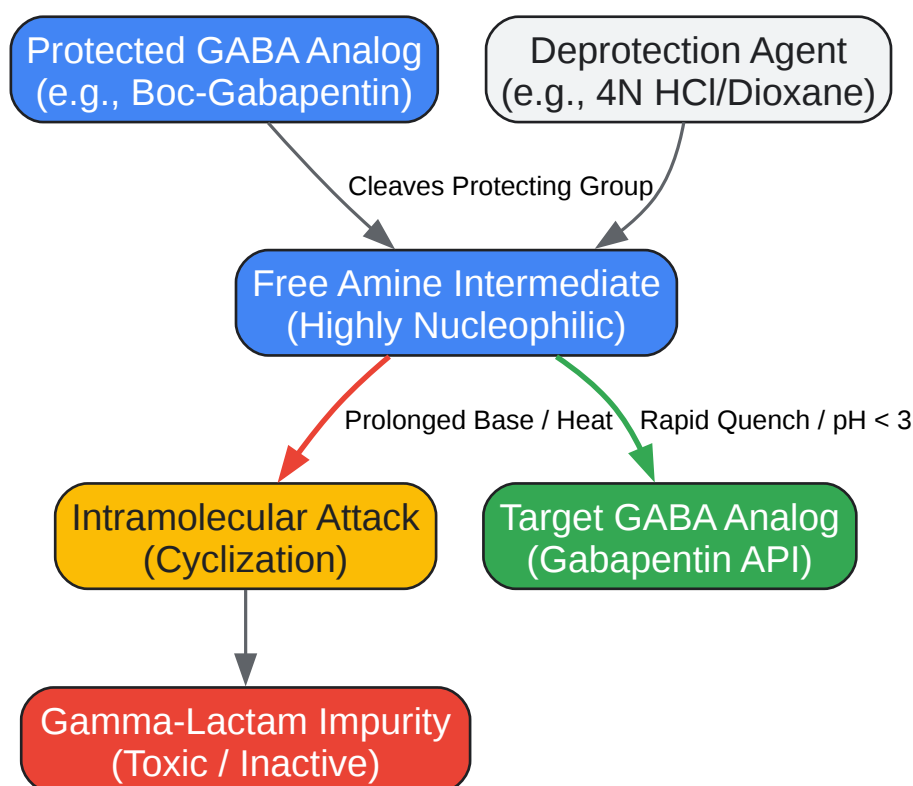 Protected GABA Analog
(e.g., Boc-Gabapentin)
Deprotection Agent
(e.g., 4N HCl/Dioxane)
Cleaves Protecting Group
Free Amine Intermediate
(Highly Nucleophilic)
Prolonged Base / Heat
Rapid Quench / pH < 3
Intramolecular Attack
(Cyclization)
Target GABA Analog
(Gabapentin API)
Gamma-Lactam Impurity
(Toxic / Inactive)